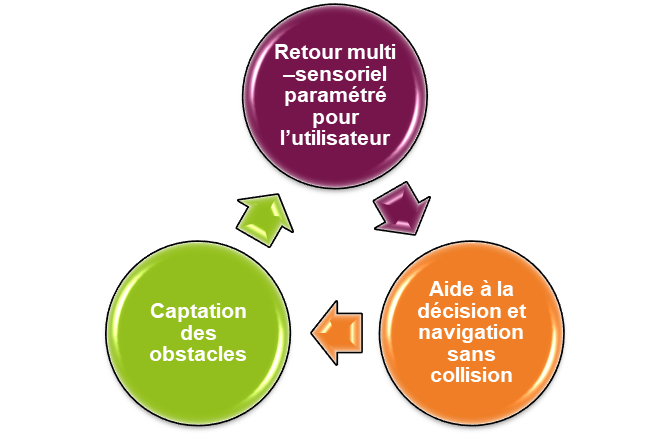 Retour multi
–sensoriel
paramétré
pour
l’utilisateur
Captation
des
obstacles
Aide à la
décision et
navigation
sans
collision